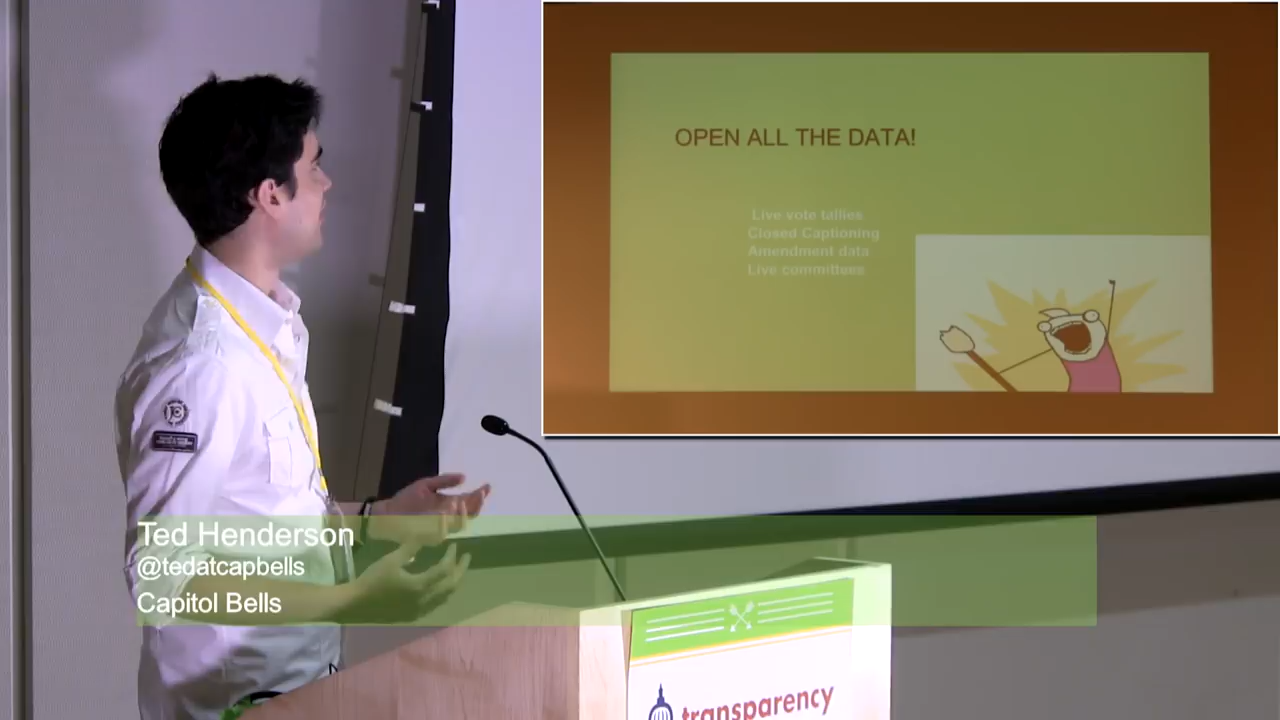 OPEN ALL THE DATA!
Live vote tallies
Closed Captioning
Amendment data
Live committees
Ted Henderson
@tedatcapbells
Capitol Bells
transparency